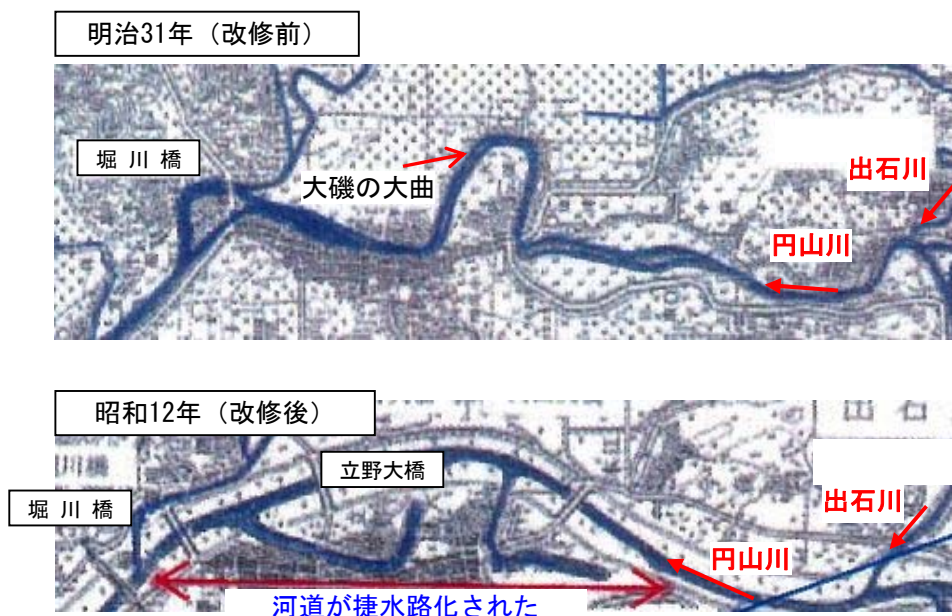 明治31年（改修前）
堀川橋
大磯の大曲
出石川
円山川
昭和12年（改修後）
出石
立野大橋
堀川橋
出石川
円山川
河道が捷水路化された